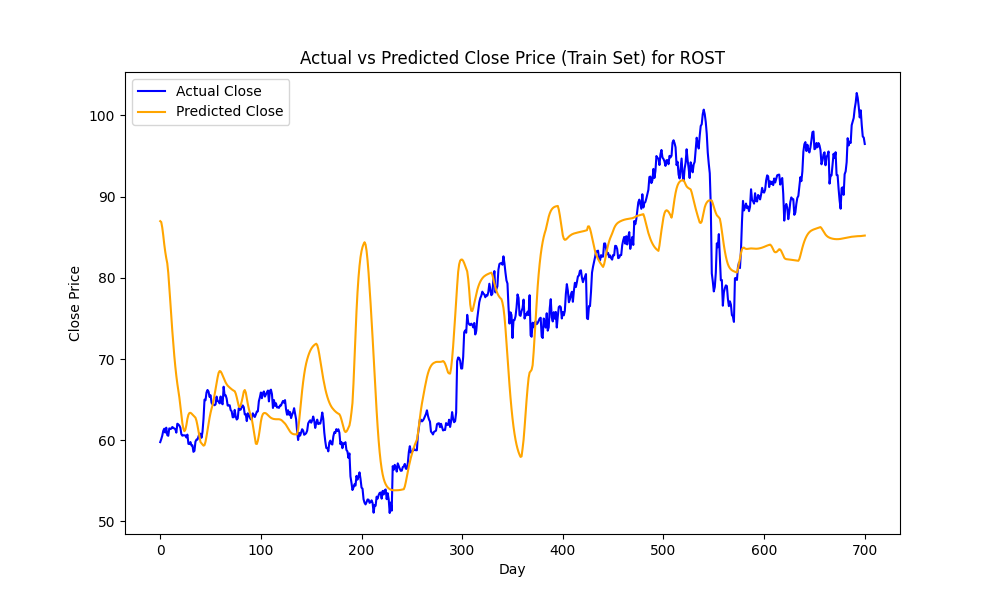 Actual vs Predicted Close Price (Train Set) for ROST
Actual Close
Predicted Close
100
90
80
70
60
50
Close Price
0 100 200 300 400 500 600 700
Day